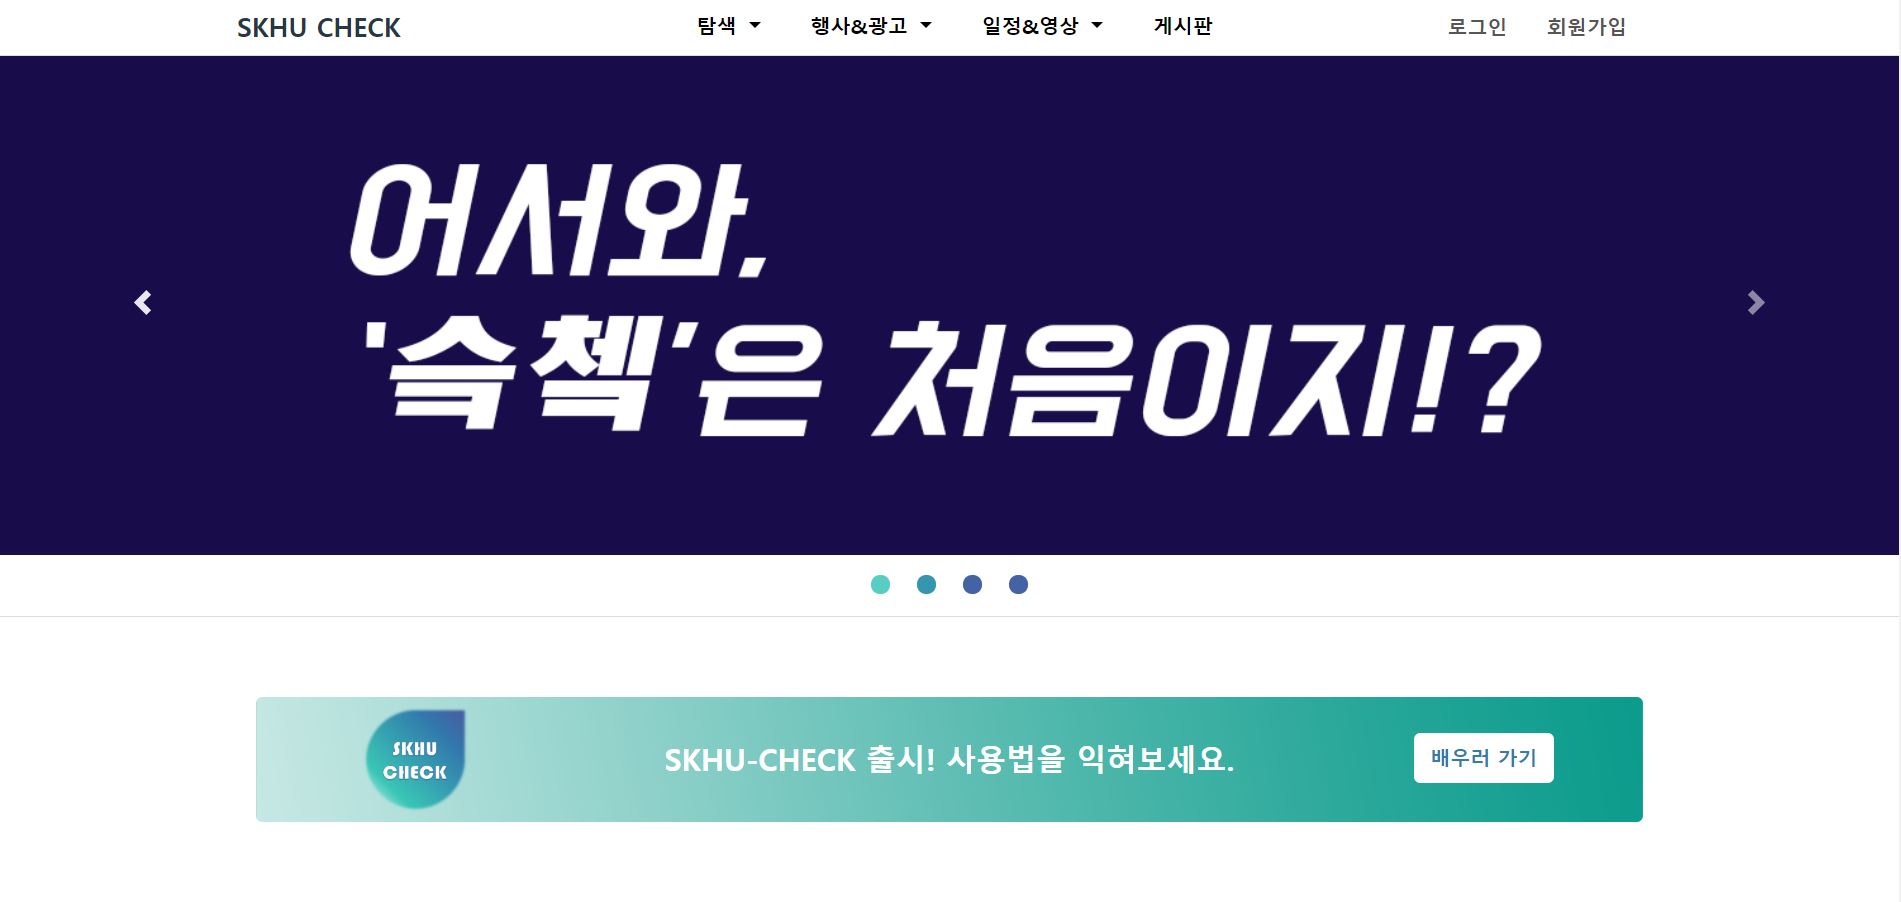 SKHU CHECK 탐색 행사&광고 일정&영상 게시판 로그인 회원가입
어서와,
'슥첵'은 처음이지!?
SKHU
CHECK
SKHU-CHECK 출시! 사용법을 익혀보세요.
배우러 가기